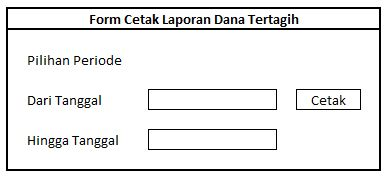 Form Cetak Laporan Dana Tertagih
Pilihan Periode
Dari Tanggal
Cetak
Hingga Tanggal